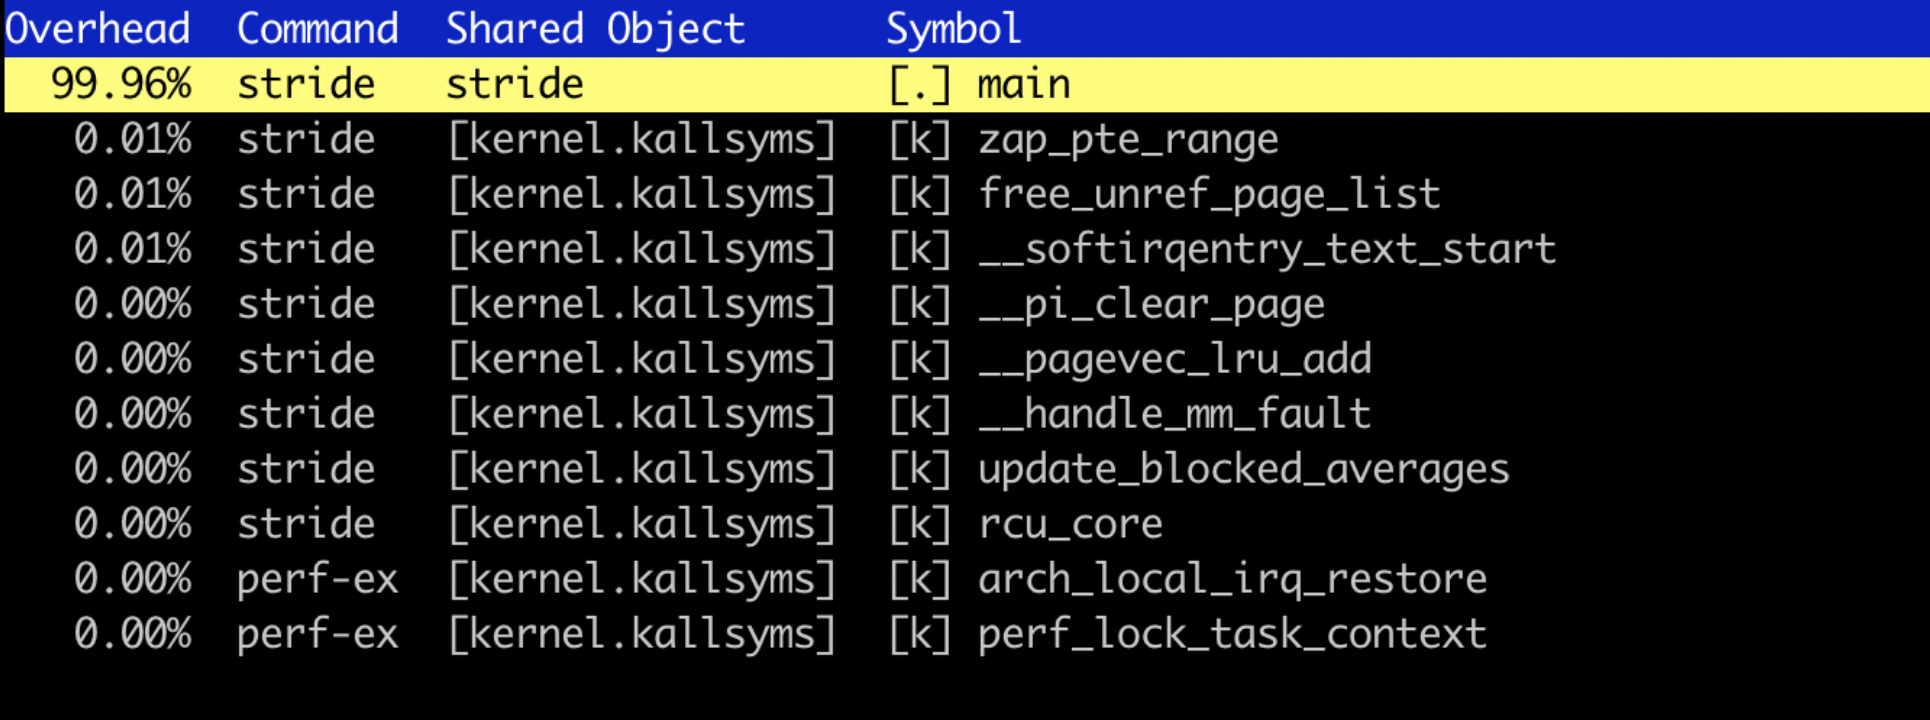 Overhead  Command  Shared Object      Symbol
  99.96%  stride   stride             [.] main
   0.01%  stride   [kernel.kallsyms]  [k] zap_pte_range
   0.01%  stride   [kernel.kallsyms]  [k] free_unref_page_list
   0.01%  stride   [kernel.kallsyms]  [k] __softirqentry_text_start
   0.00%  stride   [kernel.kallsyms]  [k] __pi_clear_page
   0.00%  stride   [kernel.kallsyms]  [k] __pagevec_lru_add
   0.00%  stride   [kernel.kallsyms]  [k] __handle_mm_fault
   0.00%  stride   [kernel.kallsyms]  [k] update_blocked_averages
   0.00%  stride   [kernel.kallsyms]  [k] rcu_core
   0.00%  perf-ex  [kernel.kallsyms]  [k] arch_local_irq_restore
   0.00%  perf-ex  [kernel.kallsyms]  [k] perf_lock_task_context